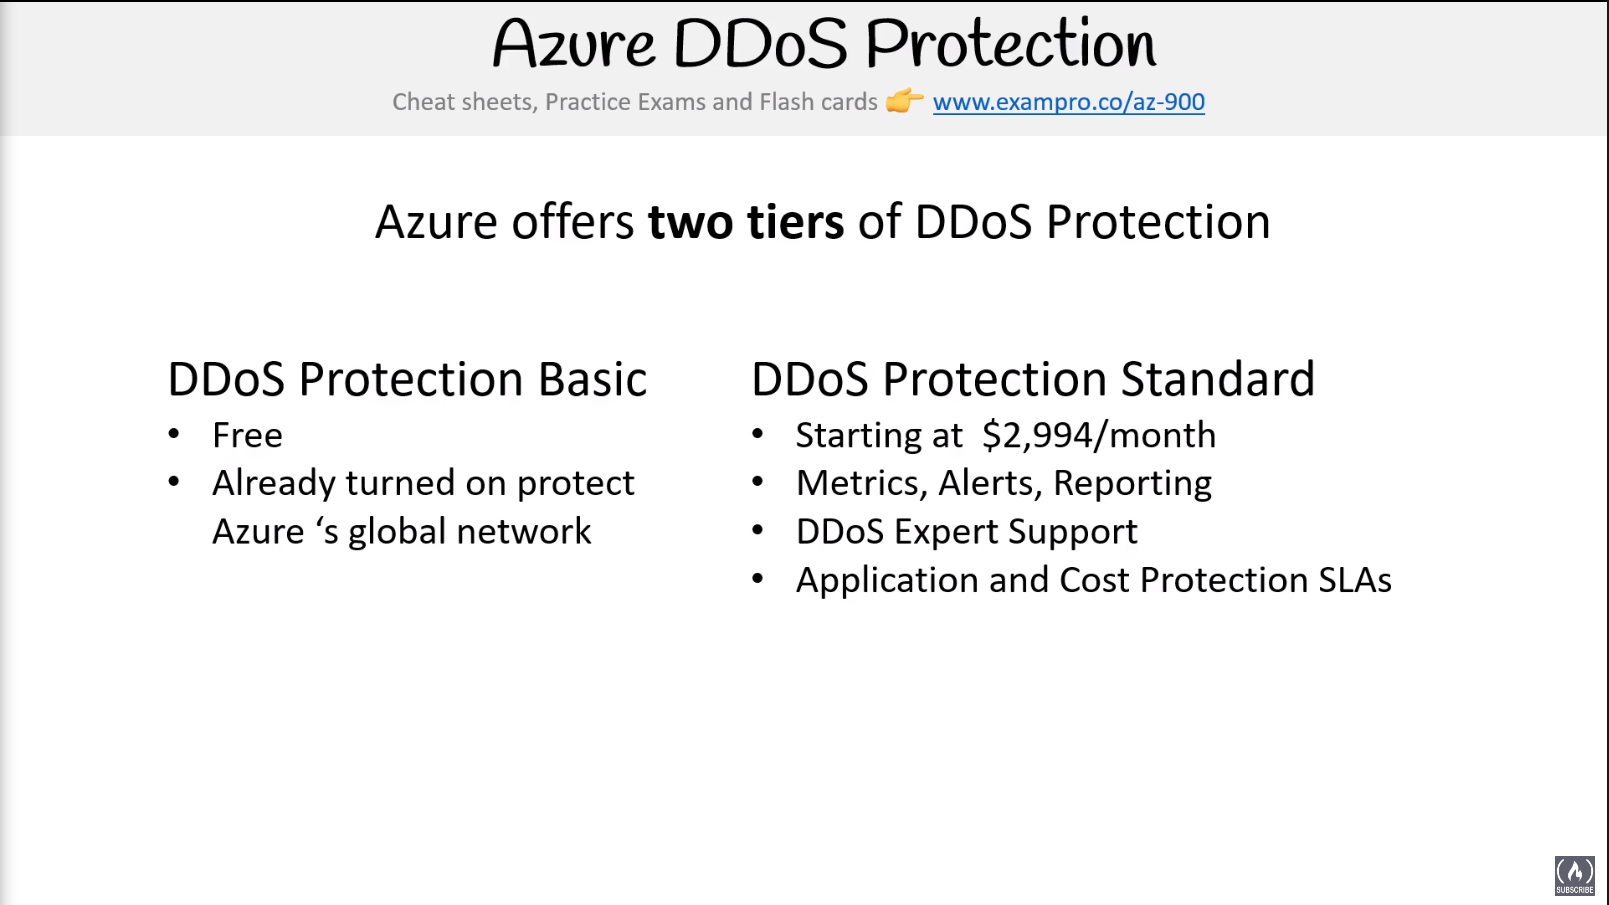 Azure DDoS Protection
Cheat sheets, Practice Exams and Flash cards 👉 www.exampro.co/az-900
Azure offers two tiers of DDoS Protection
DDoS Protection Basic
• Free
• Already turned on protect
Azure ‘s global network
DDoS Protection Standard
• Starting at  $2,994/month
• Metrics, Alerts, Reporting
• DDoS Expert Support
• Application and Cost Protection SLAs
SUBSCRIBE